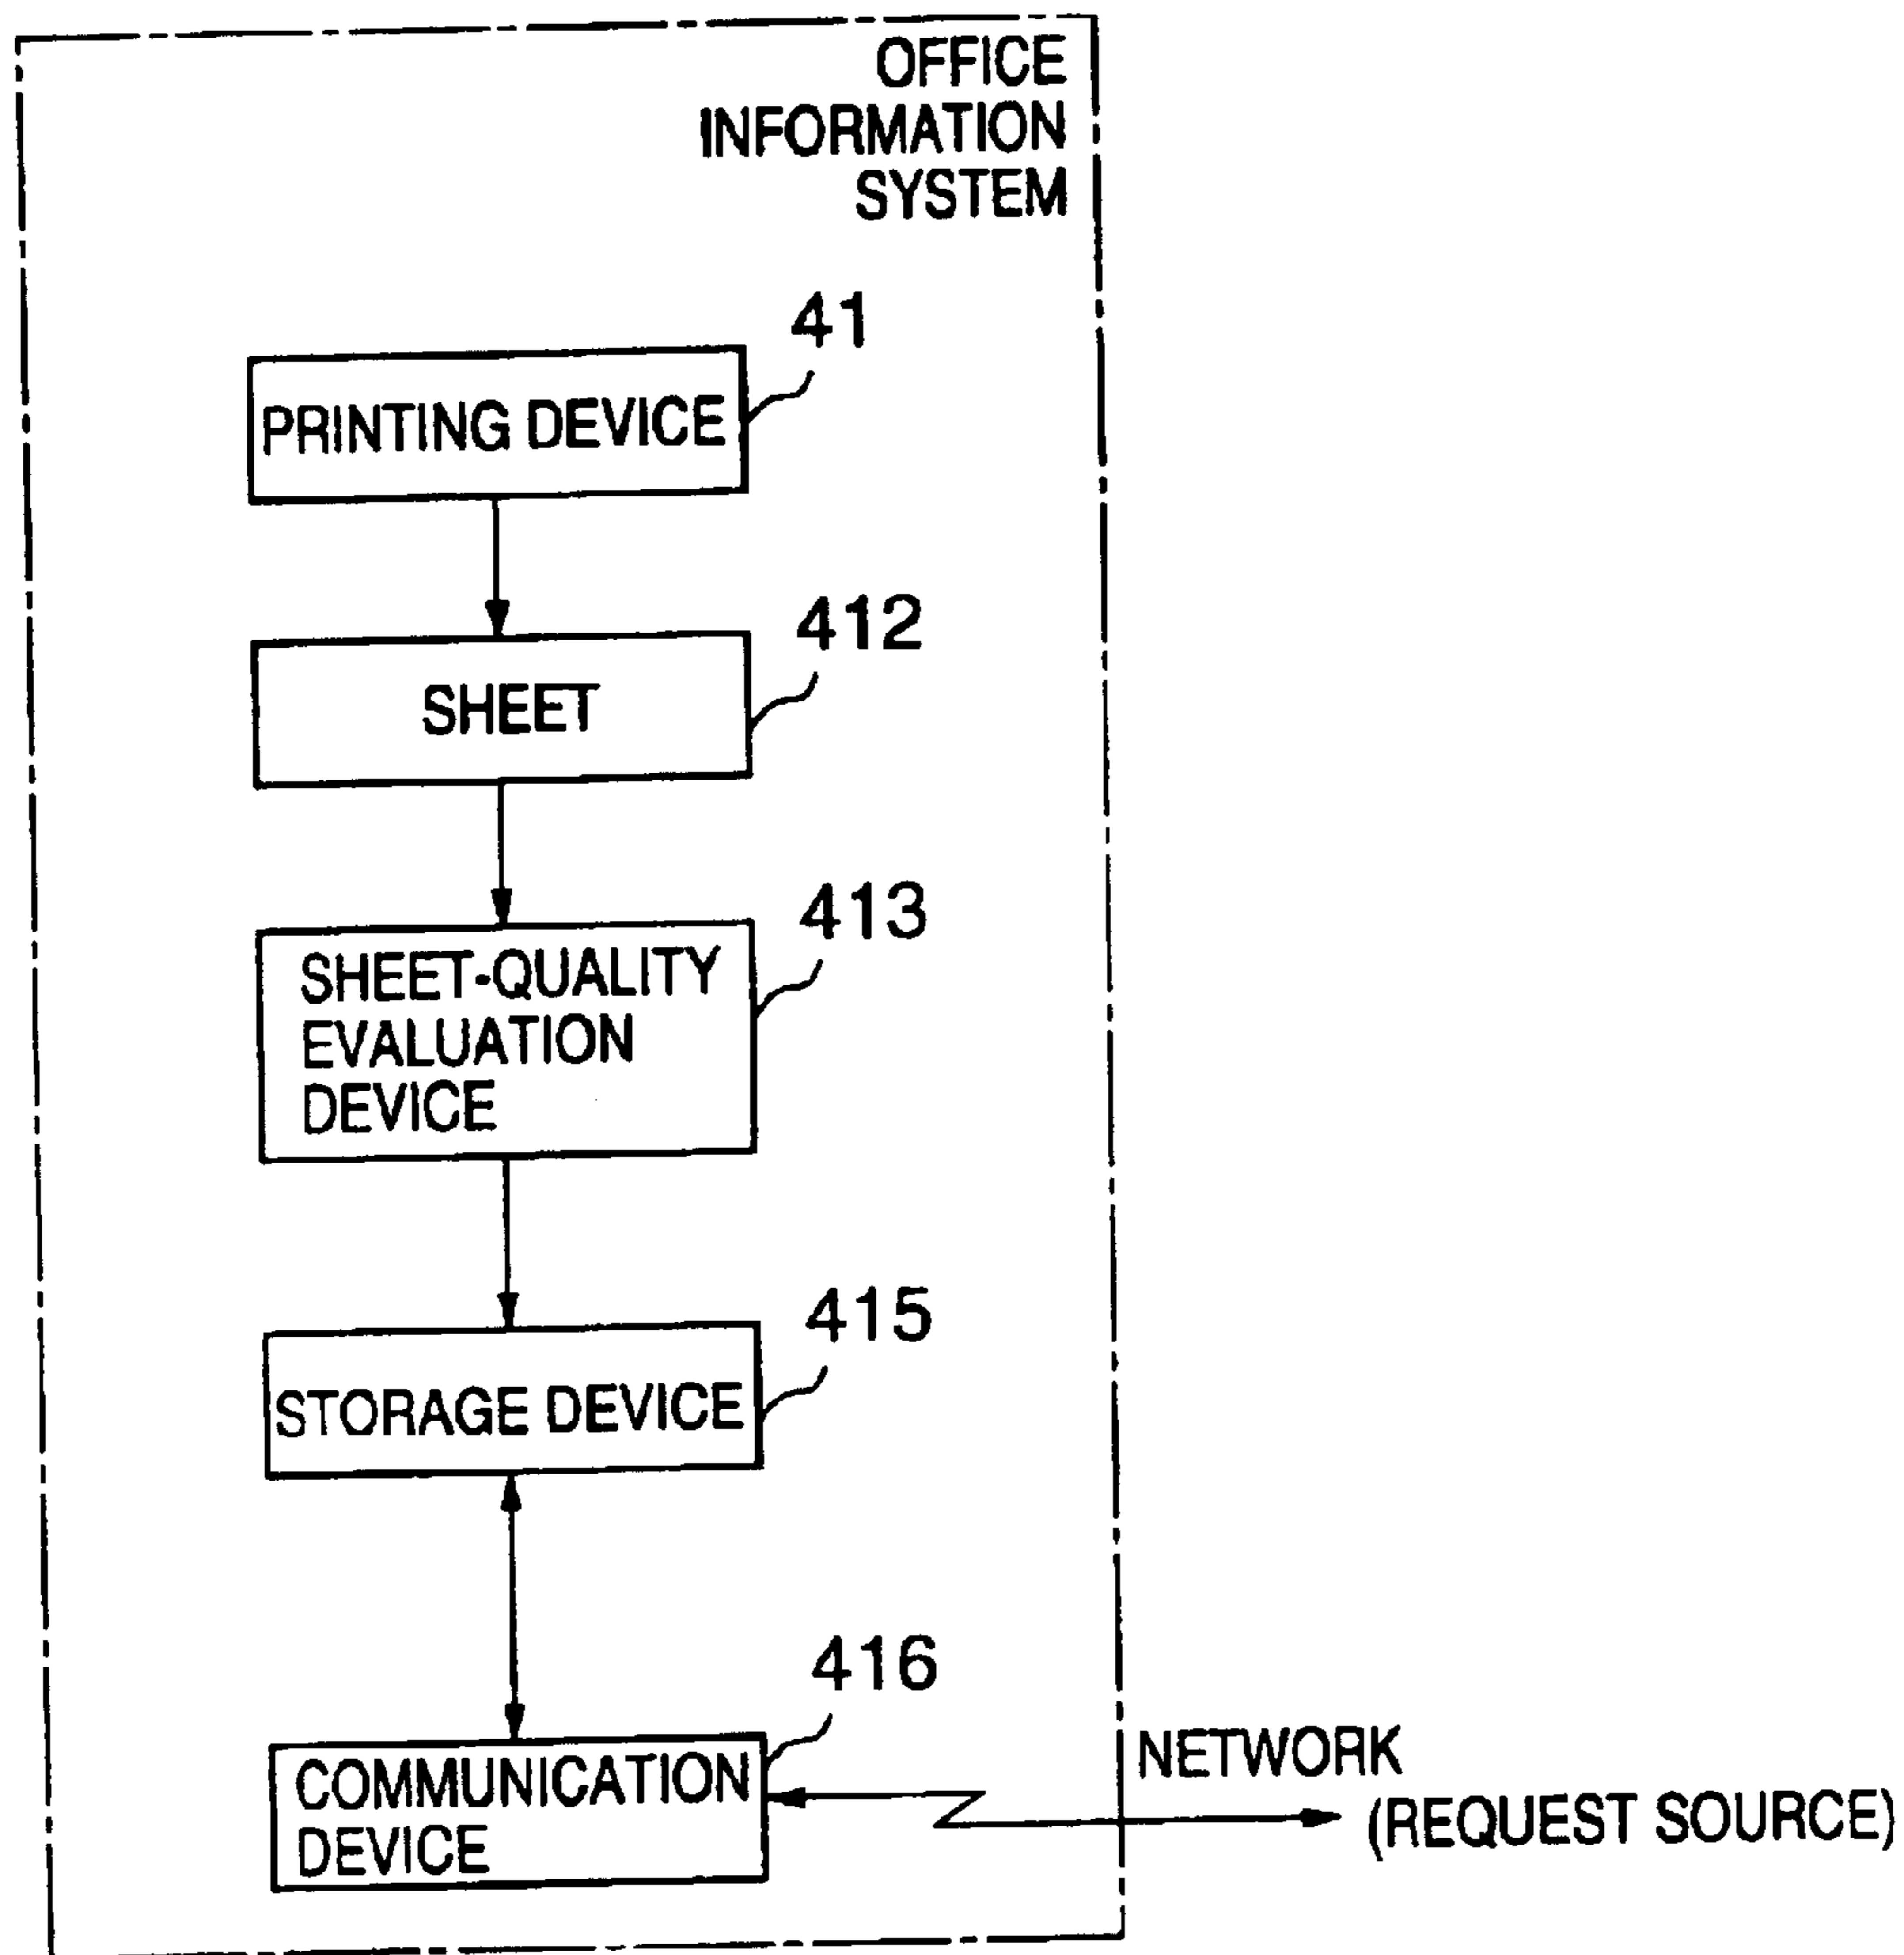 OFFICE
INFORMATION
SYSTEM
41
PRINTING DEVICE
412
SHEET
413
SHEET-QUALITY
EVALUATION
DEVICE
415
STORAGE DEVICE
416
COMMUNICATION
DEVICE
NETWORK
(REQUEST SOURCE)